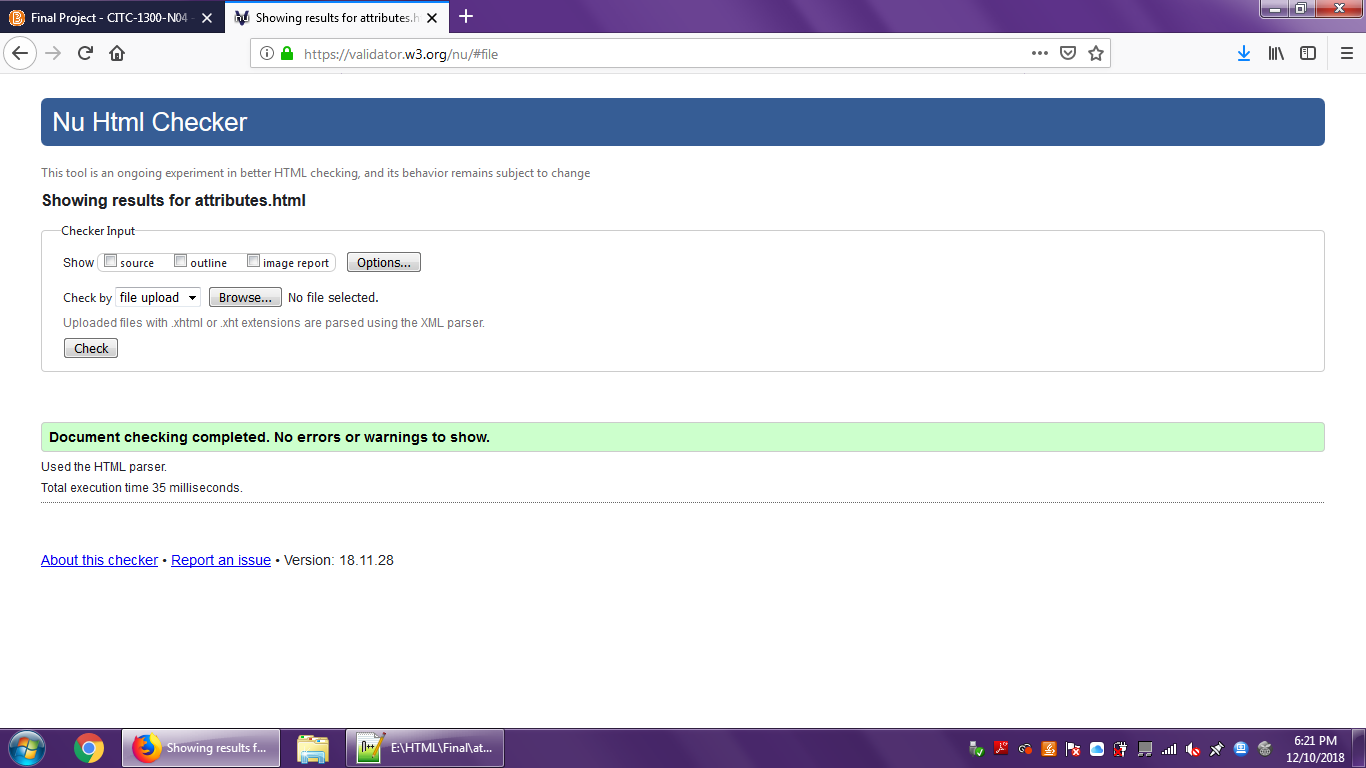 Final Project - CITC-1300-N04 -
Showing results for attributes.h
https://validator.w3.org/nu/#file
Nu Html Checker
This tool is an ongoing experiment in better HTML checking, and its behavior remains subject to change
Showing results for attributes.html
Checker Input
Show source outline image report Options...
Check by file upload Browse... No file selected.
Uploaded files with .xhtml or .xht extensions are parsed using the XML parser.
Check
Document checking completed. No errors or warnings to show.
Used the HTML parser.
Total execution time 35 milliseconds.
About this checker • Report an issue • Version: 18.11.28
Showing results f...
E:\HTML\Final\at...
6:21 PM
12/10/2018